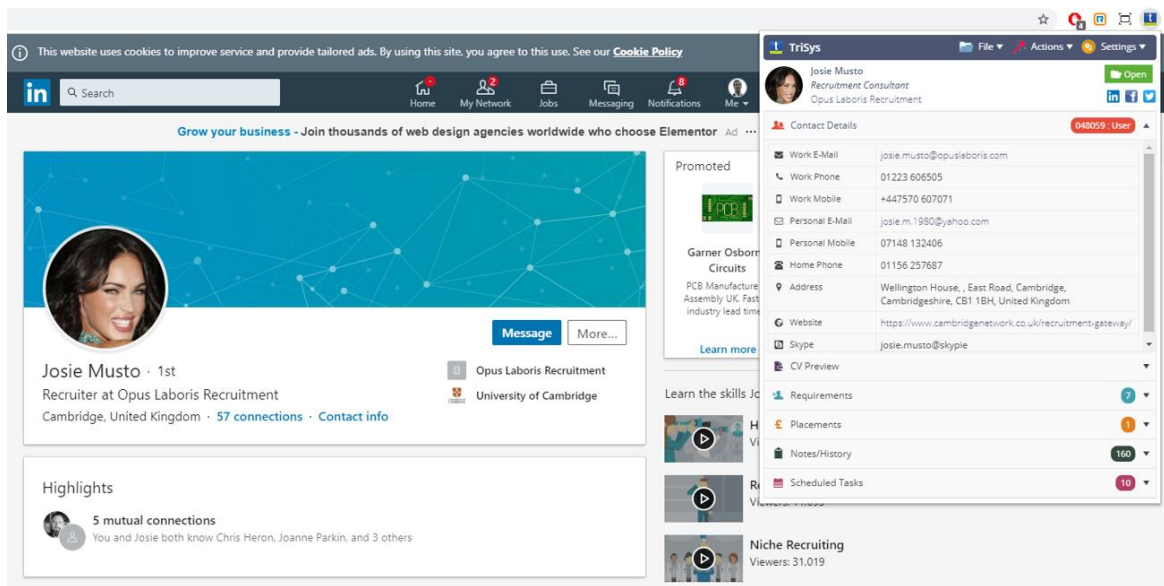 This website uses cookies to improve service and provide tailored ads. By using this site, you agree to this use. See our Cookie Policy
in Search
Home My Network Jobs Messaging Notifications Me
2 8
Grow your business - Join thousands of web design agencies worldwide who choose Elementor Ad ...
Message More...
Josie Musto · 1st
Recruiter at Opus Laboris Recruitment
Cambridge, United Kingdom · 57 connections · Contact info
Opus Laboris Recruitment
University of Cambridge
Highlights
5 mutual connections
You and Josie both know Chris Heron, Joanne Parkin, and 3 others
Promoted
PCB
Garner Osborn
Circuits
PCB Manufacture
Assembly UK. Fast
industry lead time
Learn more
Learn the skills Jo
H
Vi
Viewers:
Niche Recruiting
Viewers: 31,019
4
t TriSys File Actions Settings
Josie Musto
Recruitment Consultant
Opus Laboris Recruitment
Open
in f
Contact Details 048059 : User
Work E-Mail josie.musto@opuslaboris.com
Work Phone 01223 606505
Work Mobile +447570 607071
Personal E-Mail josie.m.1980@yahoo.com
Personal Mobile 07148 132406
Home Phone 01156 257687
Address Wellington House, , East Road, Cambridge,
Cambridgeshire, CB1 1BH, United Kingdom
Website https://www.cambridgenetwork.co.uk/recruitment-gateway/
Skype josie.musto@skypie
CV Preview
Requirements 7
£ Placements 1
Notes/History 160
Scheduled Tasks 10